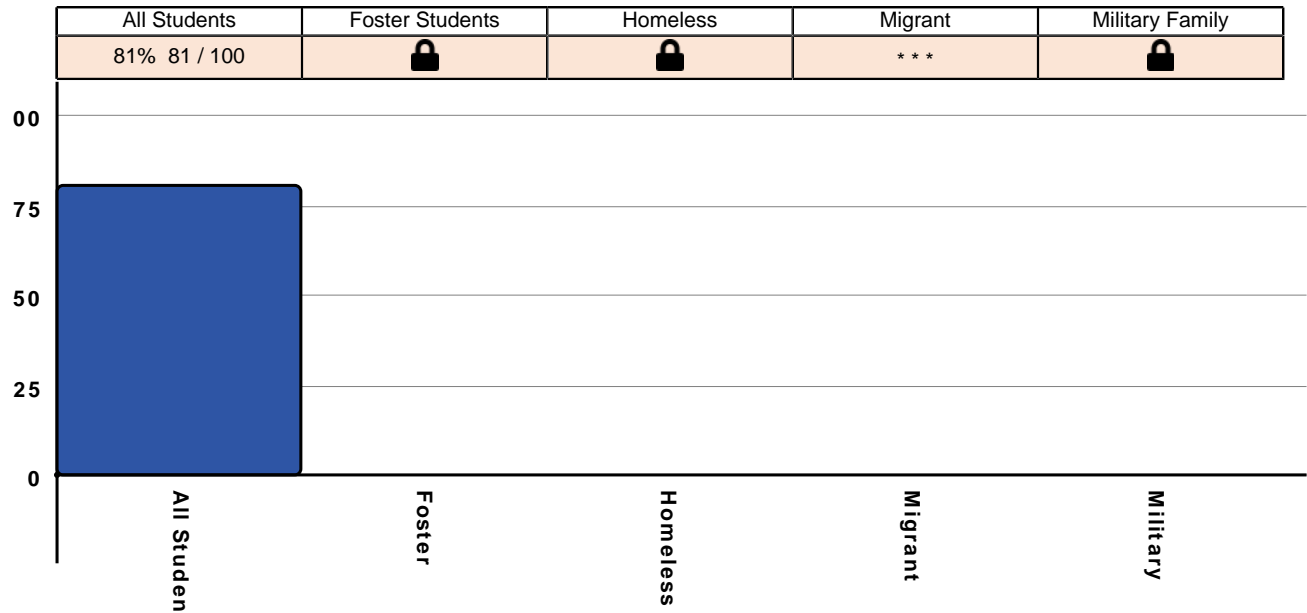 All Students Foster Students Homeless Migrant Military Family
81% 81 / 100 * * *
00
75
50
25
0
All Studen
Foster
Homeless
Migrant
Military